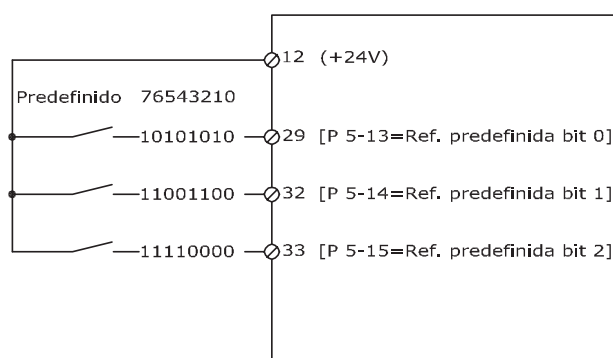 12 (+24V)
Predefinido 76543210
10101010 29 [P 5-13=Ref. predefinida bit 0]
11001100 32 [P 5-14=Ref. predefinida bit 1]
11110000 33 [P 5-15=Ref. predefinida bit 2]